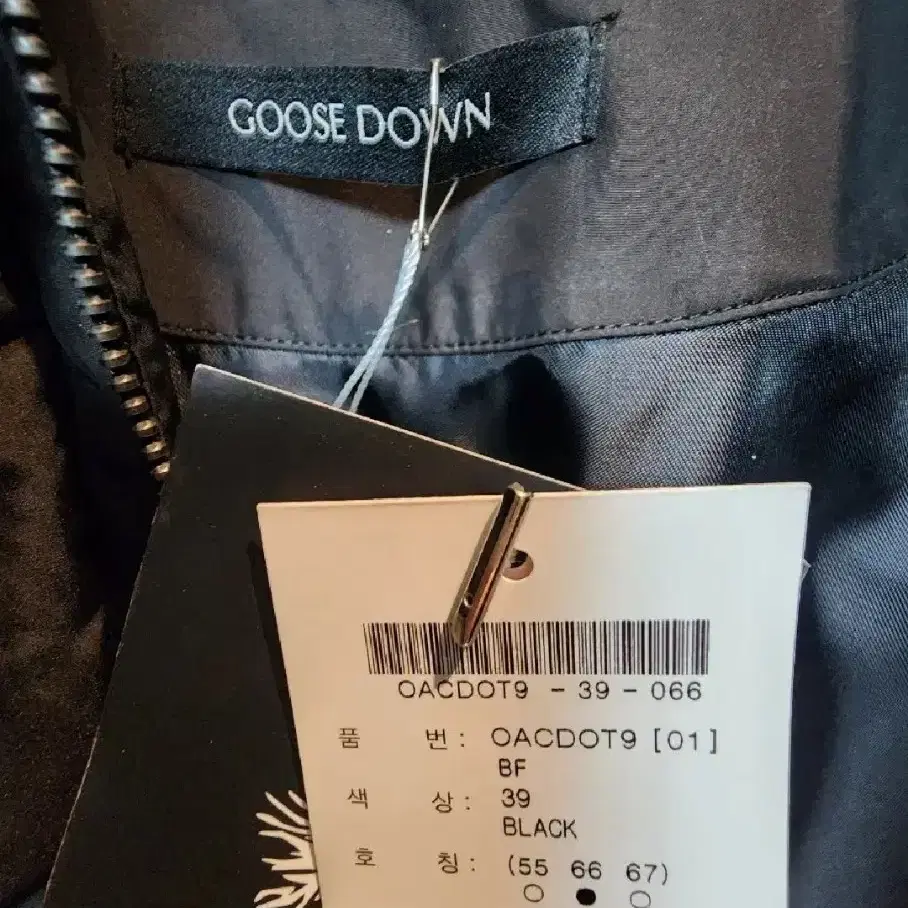 GOOSE DOWN
OACDOT9 - 39 - 066
품 번 : OACDOT9 [01]
BF
색 상 : 39
BLACK
호 칭 : (55 66 67)
○ ● ○